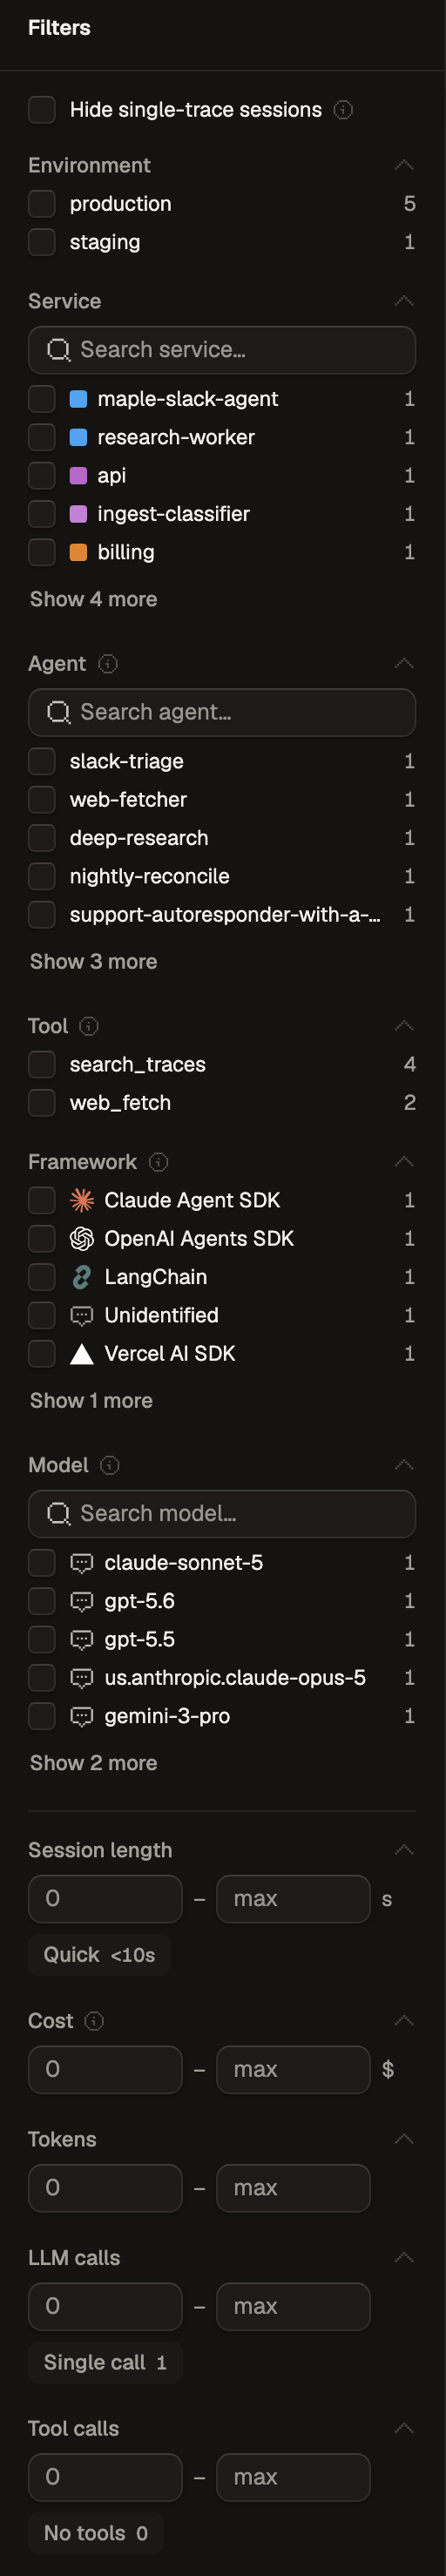 Filters
Hide single-trace sessions
Environment
production 5
staging 1
Service
Search service...
maple-slack-agent 1
research-worker 1
api 1
ingest-classifier 1
billing 1
Show 4 more
Agent
Search agent...
slack-triage 1
web-fetcher 1
deep-research 1
nightly-reconcile 1
support-autoresponder-with-a-... 1
Show 3 more
Tool
search_traces 4
web_fetch 2
Framework
Claude Agent SDK 1
OpenAI Agents SDK 1
LangChain 1
Unidentified 1
Vercel AI SDK 1
Show 1 more
Model
Search model...
claude-sonnet-5 1
gpt-5.6 1
gpt-5.5 1
us.anthropic.claude-opus-5 1
gemini-3-pro 1
Show 2 more
Session length
0 – max s
Quick <10s
Cost
0 – max $
Tokens
0 – max
LLM calls
0 – max
Single call 1
Tool calls
0 – max
No tools 0